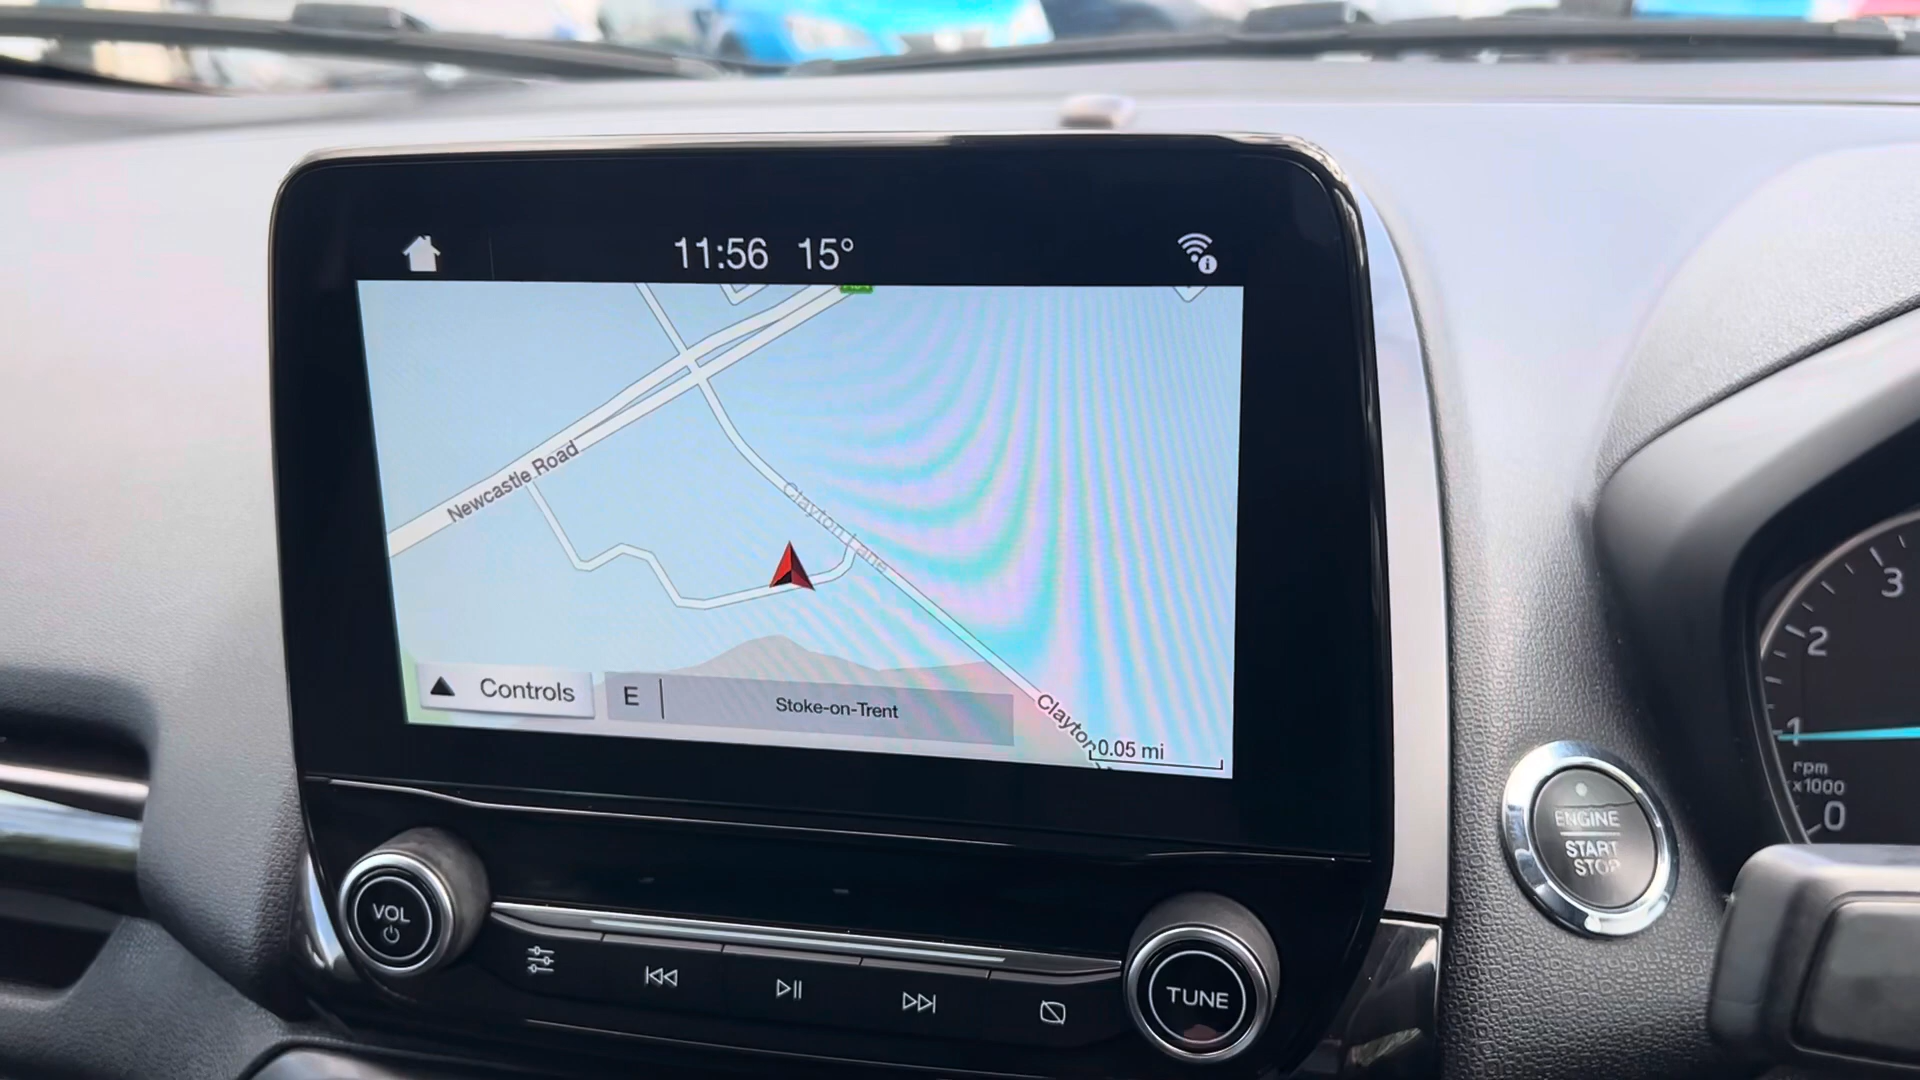 11:56 15°
Newcastle Road
Clayton Lane
Controls
E
Stoke-on-Trent
Clayton
0.05 mi
VOL
TUNE
ENGINE
START
STOP
3
2
1
rpm
x1000
0